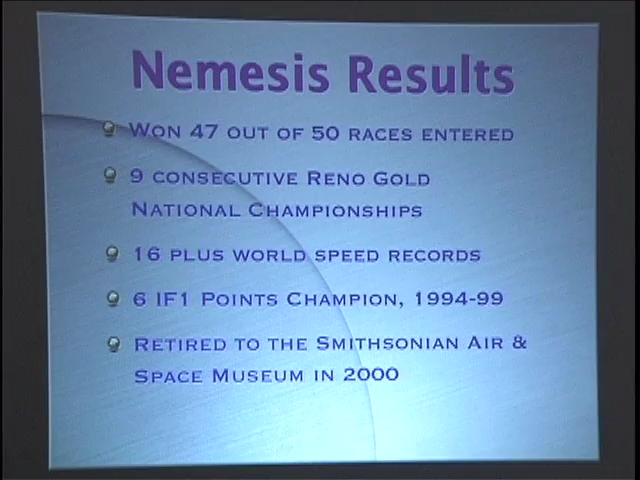 Nemesis Results
Won 47 out of 50 races entered
9 consecutive Reno Gold
National Championships
16 plus world speed records
6 IF1 Points Champion, 1994-99
Retired to the Smithsonian Air &
Space Museum in 2000